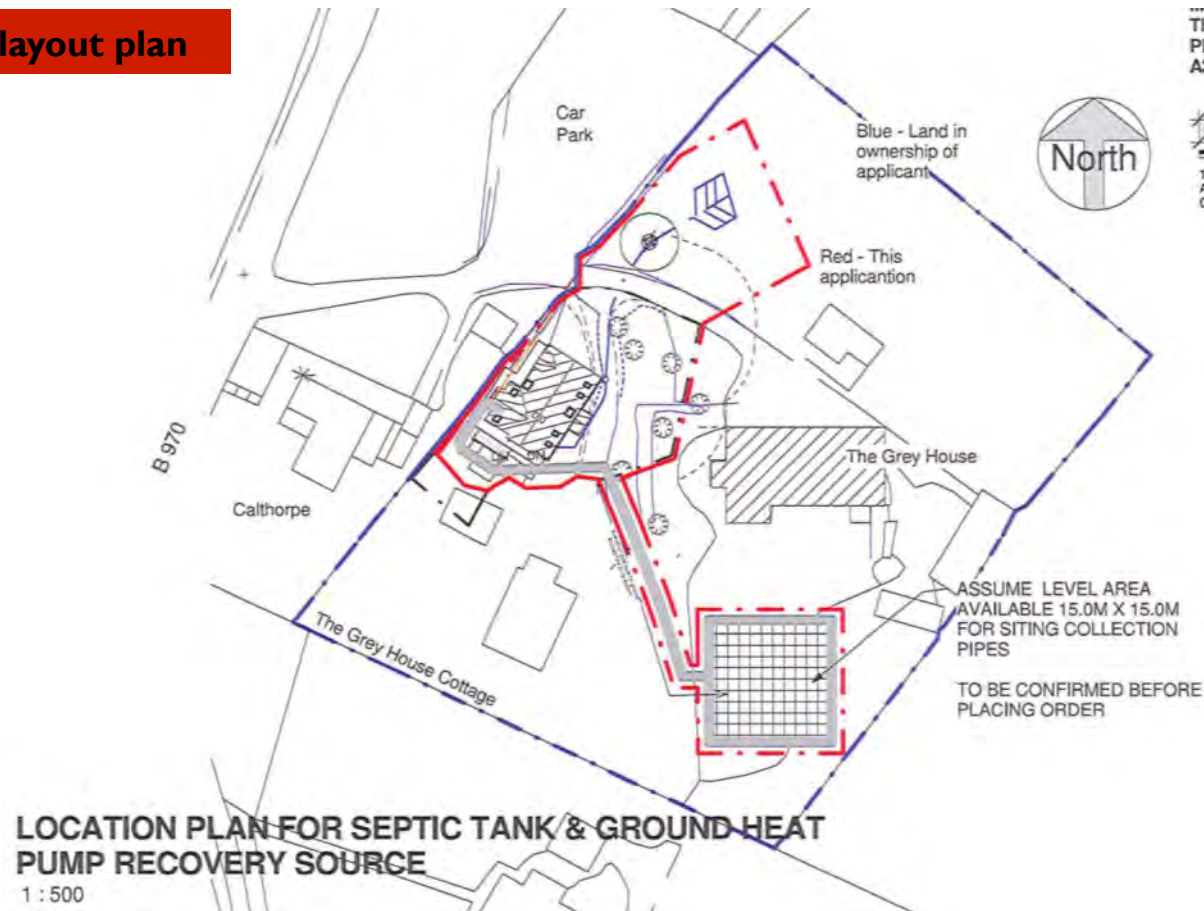 layout plan
Car
Park
Blue - Land in
ownership of
applicant
North
Red - This
applicantion
B 970
Calthorpe
The Grey House
The Grey House Cottage
ASSUME LEVEL AREA
AVAILABLE 15.0M X 15.0M
FOR SITING COLLECTION
PIPES
TO BE CONFIRMED BEFORE
PLACING ORDER
LOCATION PLAN FOR SEPTIC TANK & GROUND HEAT
PUMP RECOVERY SOURCE
1 : 500